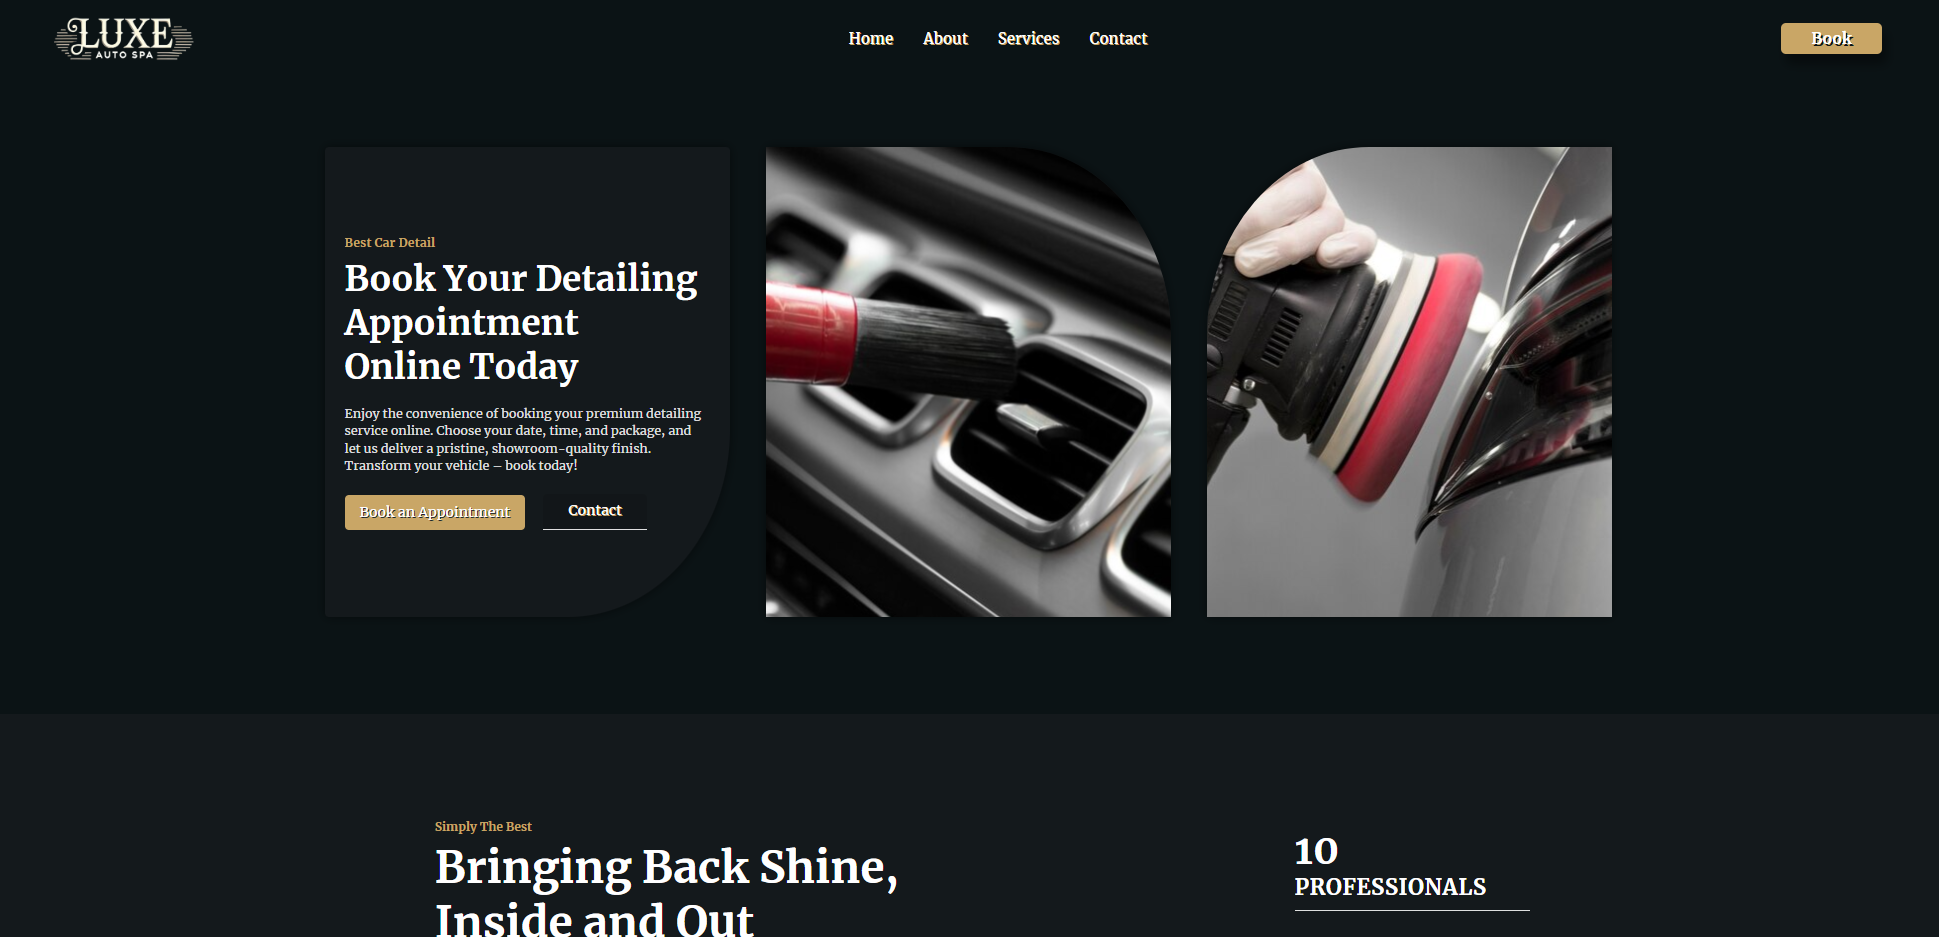 LUXE
AUTO SPA
Home About Services Contact
Book
Best Car Detail
Book Your Detailing
Appointment
Online Today
Enjoy the convenience of booking your premium detailing
service online. Choose your date, time, and package, and
let us deliver a pristine, showroom-quality finish.
Transform your vehicle – book today!
Book an Appointment Contact
Simply The Best
Bringing Back Shine,
Inside and Out
10
PROFESSIONALS